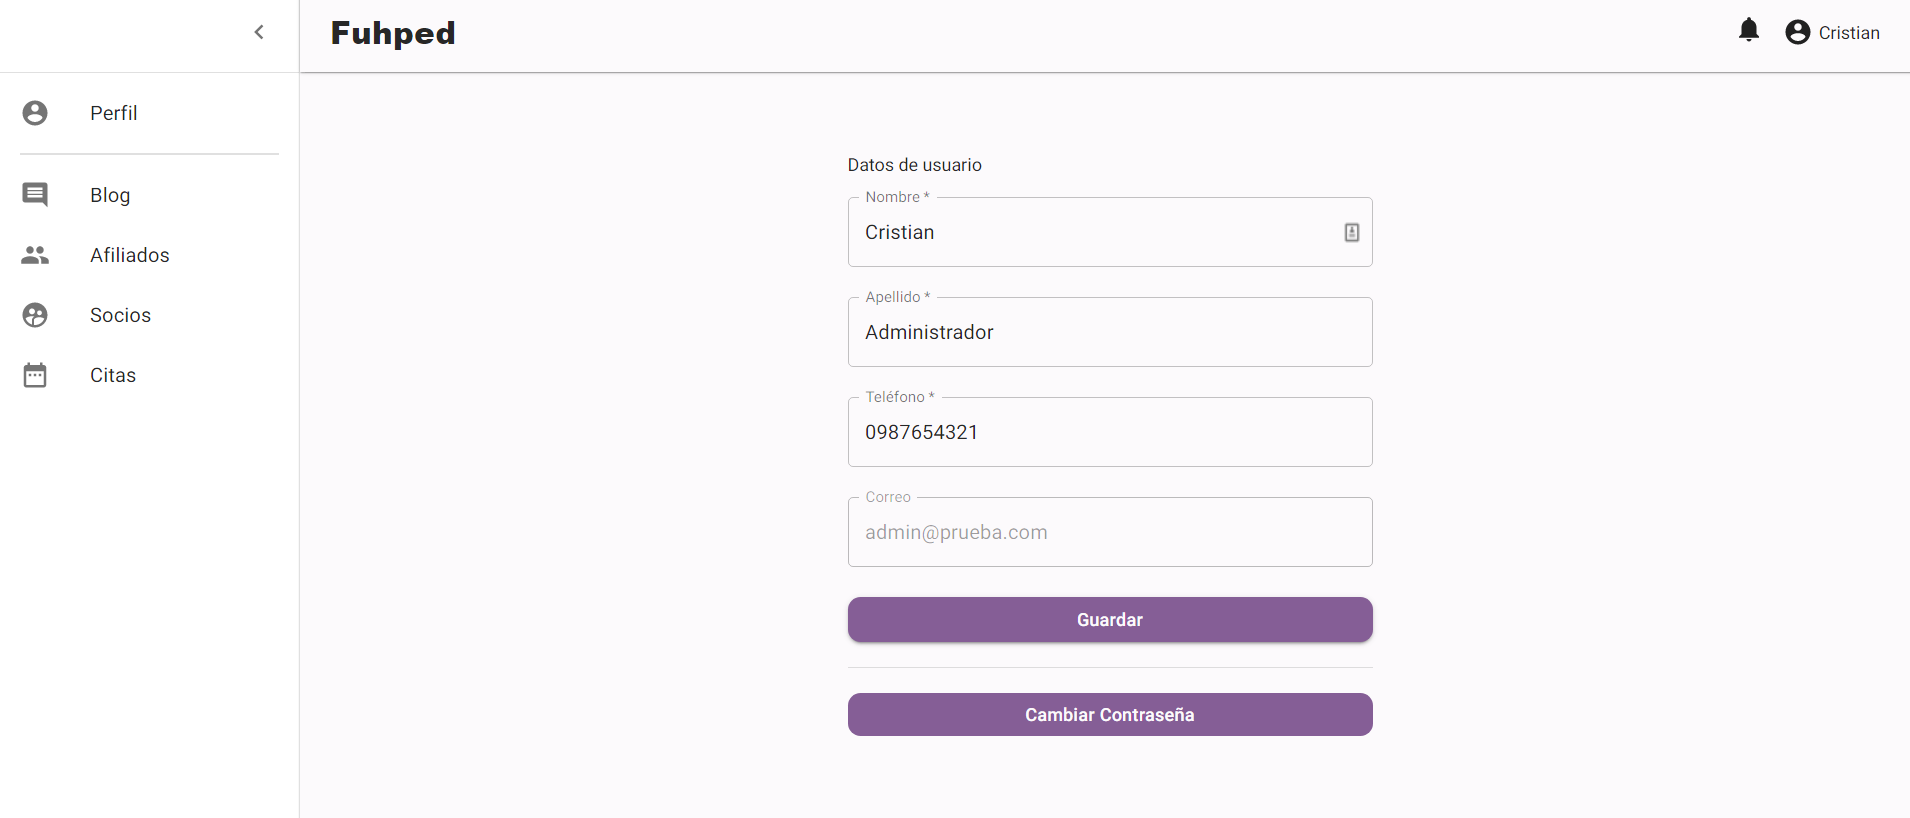 Fuhped
Cristian
Perfil
Blog
Afiliados
Socios
Citas
Datos de usuario
Nombre *
Cristian
Apellido *
Administrador
Teléfono *
0987654321
Correo
admin@prueba.com
Guardar
Cambiar Contraseña